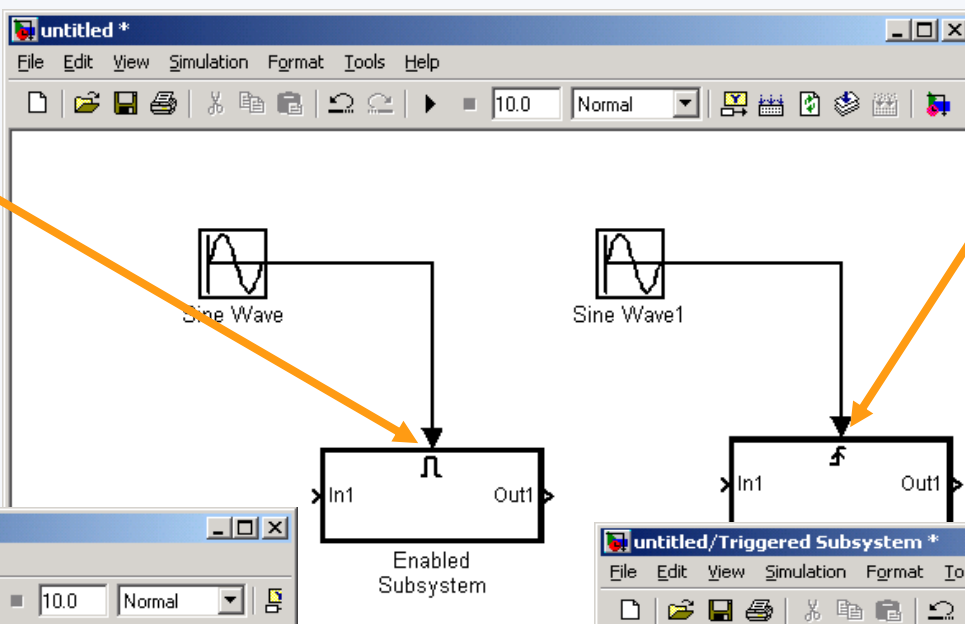 untitled *
File Edit View Simulation Format Tools Help
10.0 Normal
Sine Wave
Sine Wave1
In1 Out1
In1 Out1
Enabled
Subsystem
10.0 Normal
untitled/Triggered Subsystem *
File Edit View Simulation Format To